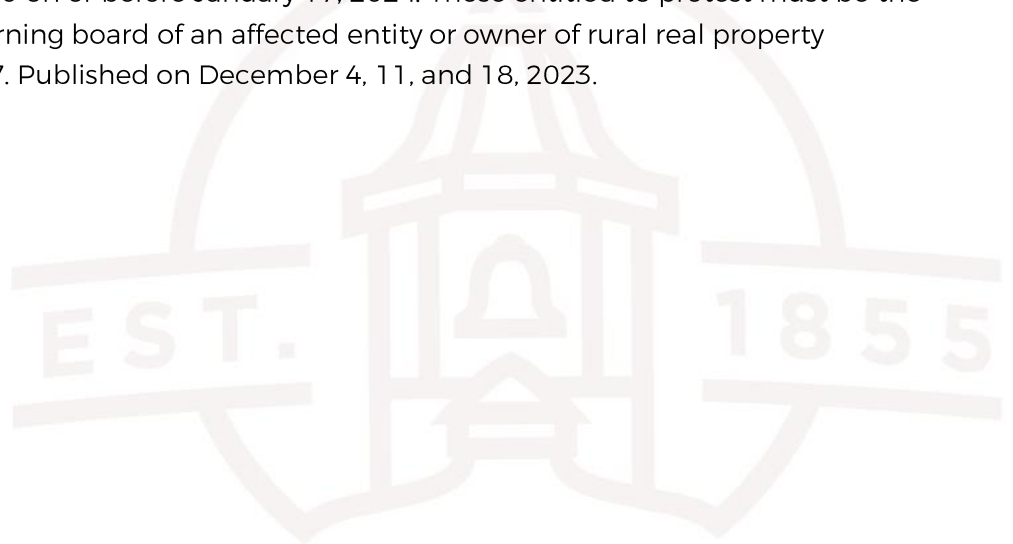 on or before January 17, 2024. Those entitled to protest must be the
rning board of an affected entity or owner of rural real property
7. Published on December 4, 11, and 18, 2023.
EST. 1855